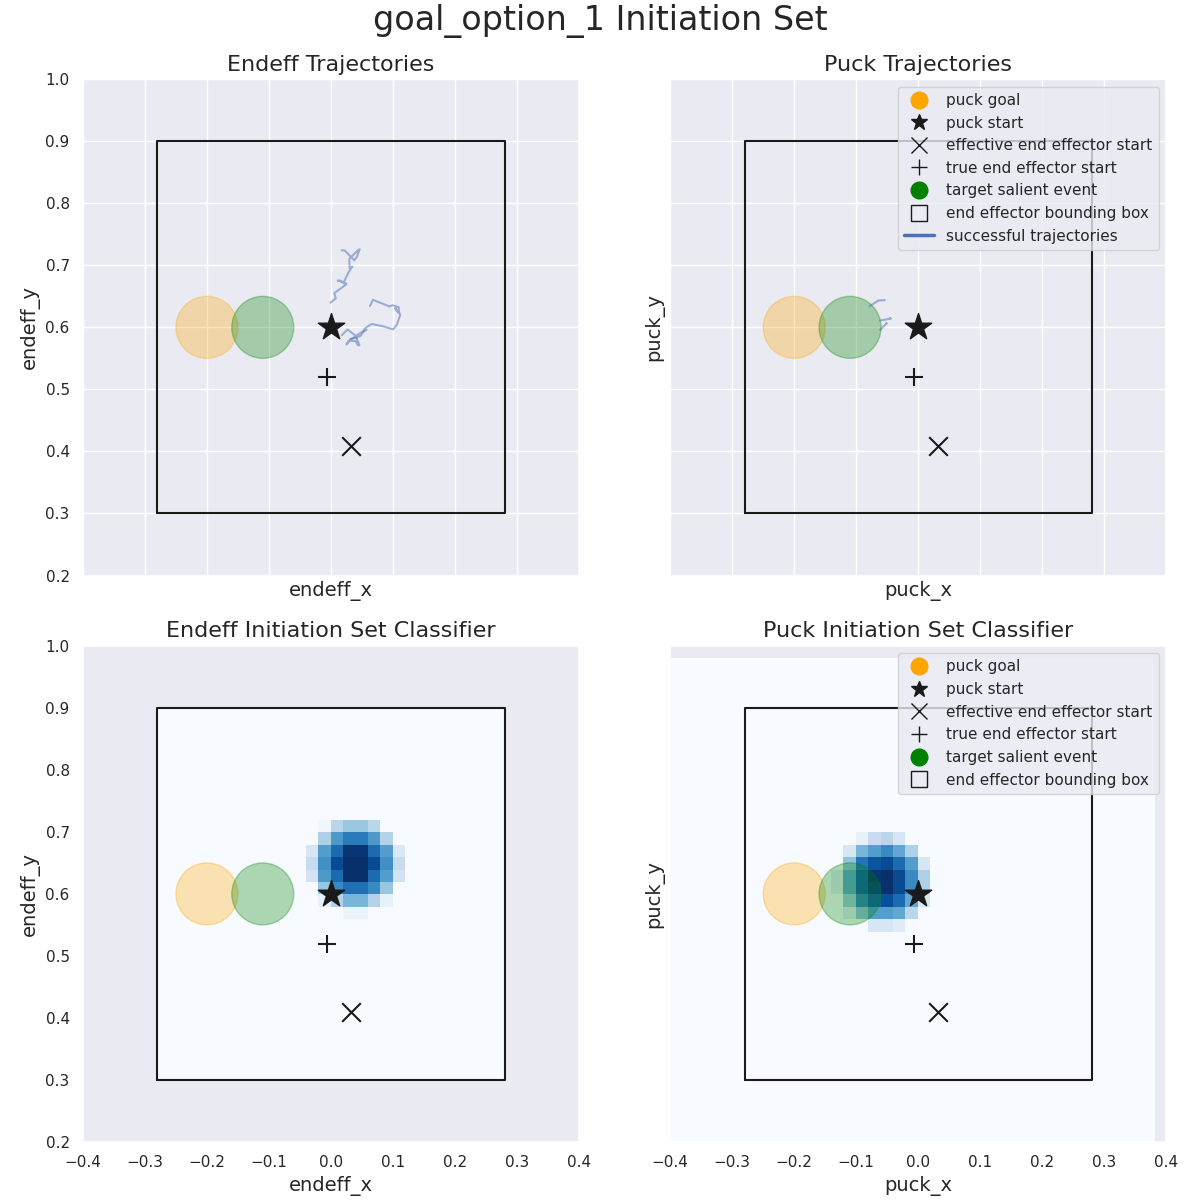 goal_option_1 Initiation Set
Endeff Trajectories
1.0
0.9
0.8
0.7
0.6
0.5
0.4
0.3
0.2
endeff_y
endeff_x
Puck Trajectories
puck goal
puck start
effective end effector start
true end effector start
target salient event
end effector bounding box
successful trajectories
puck_y
puck_x
Endeff Initiation Set Classifier
1.0
0.9
0.8
0.7
0.6
0.5
0.4
0.3
0.2
endeff_y
−0.4 −0.3 −0.2 −0.1 0.0 0.1 0.2 0.3 0.4
endeff_x
Puck Initiation Set Classifier
puck goal
puck start
effective end effector start
true end effector start
target salient event
end effector bounding box
puck_y
−0.4 −0.3 −0.2 −0.1 0.0 0.1 0.2 0.3 0.4
puck_x